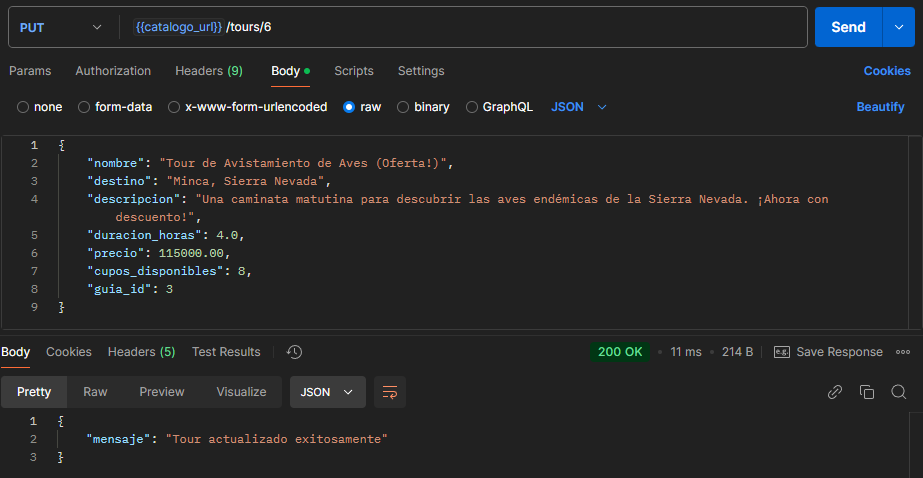 PUT {{catalogo_url}} /tours/6 Send
Params Authorization Headers (9) Body Scripts Settings Cookies
none form-data x-www-form-urlencoded raw binary GraphQL JSON Beautify
1 {
2 "nombre": "Tour de Avistamiento de Aves (Oferta!)",
3 "destino": "Minca, Sierra Nevada",
4 "descripcion": "Una caminata matutina para descubrir las aves endémicas de la Sierra Nevada. ¡Ahora con
descuento!",
5 "duracion_horas": 4.0,
6 "precio": 115000.00,
7 "cupos_disponibles": 8,
8 "guia_id": 3
9 }
Body Cookies Headers (5) Test Results 200 OK 11 ms 214 B e.g. Save Response
Pretty Raw Preview Visualize JSON
1 {
2 "mensaje": "Tour actualizado exitosamente"
3 }